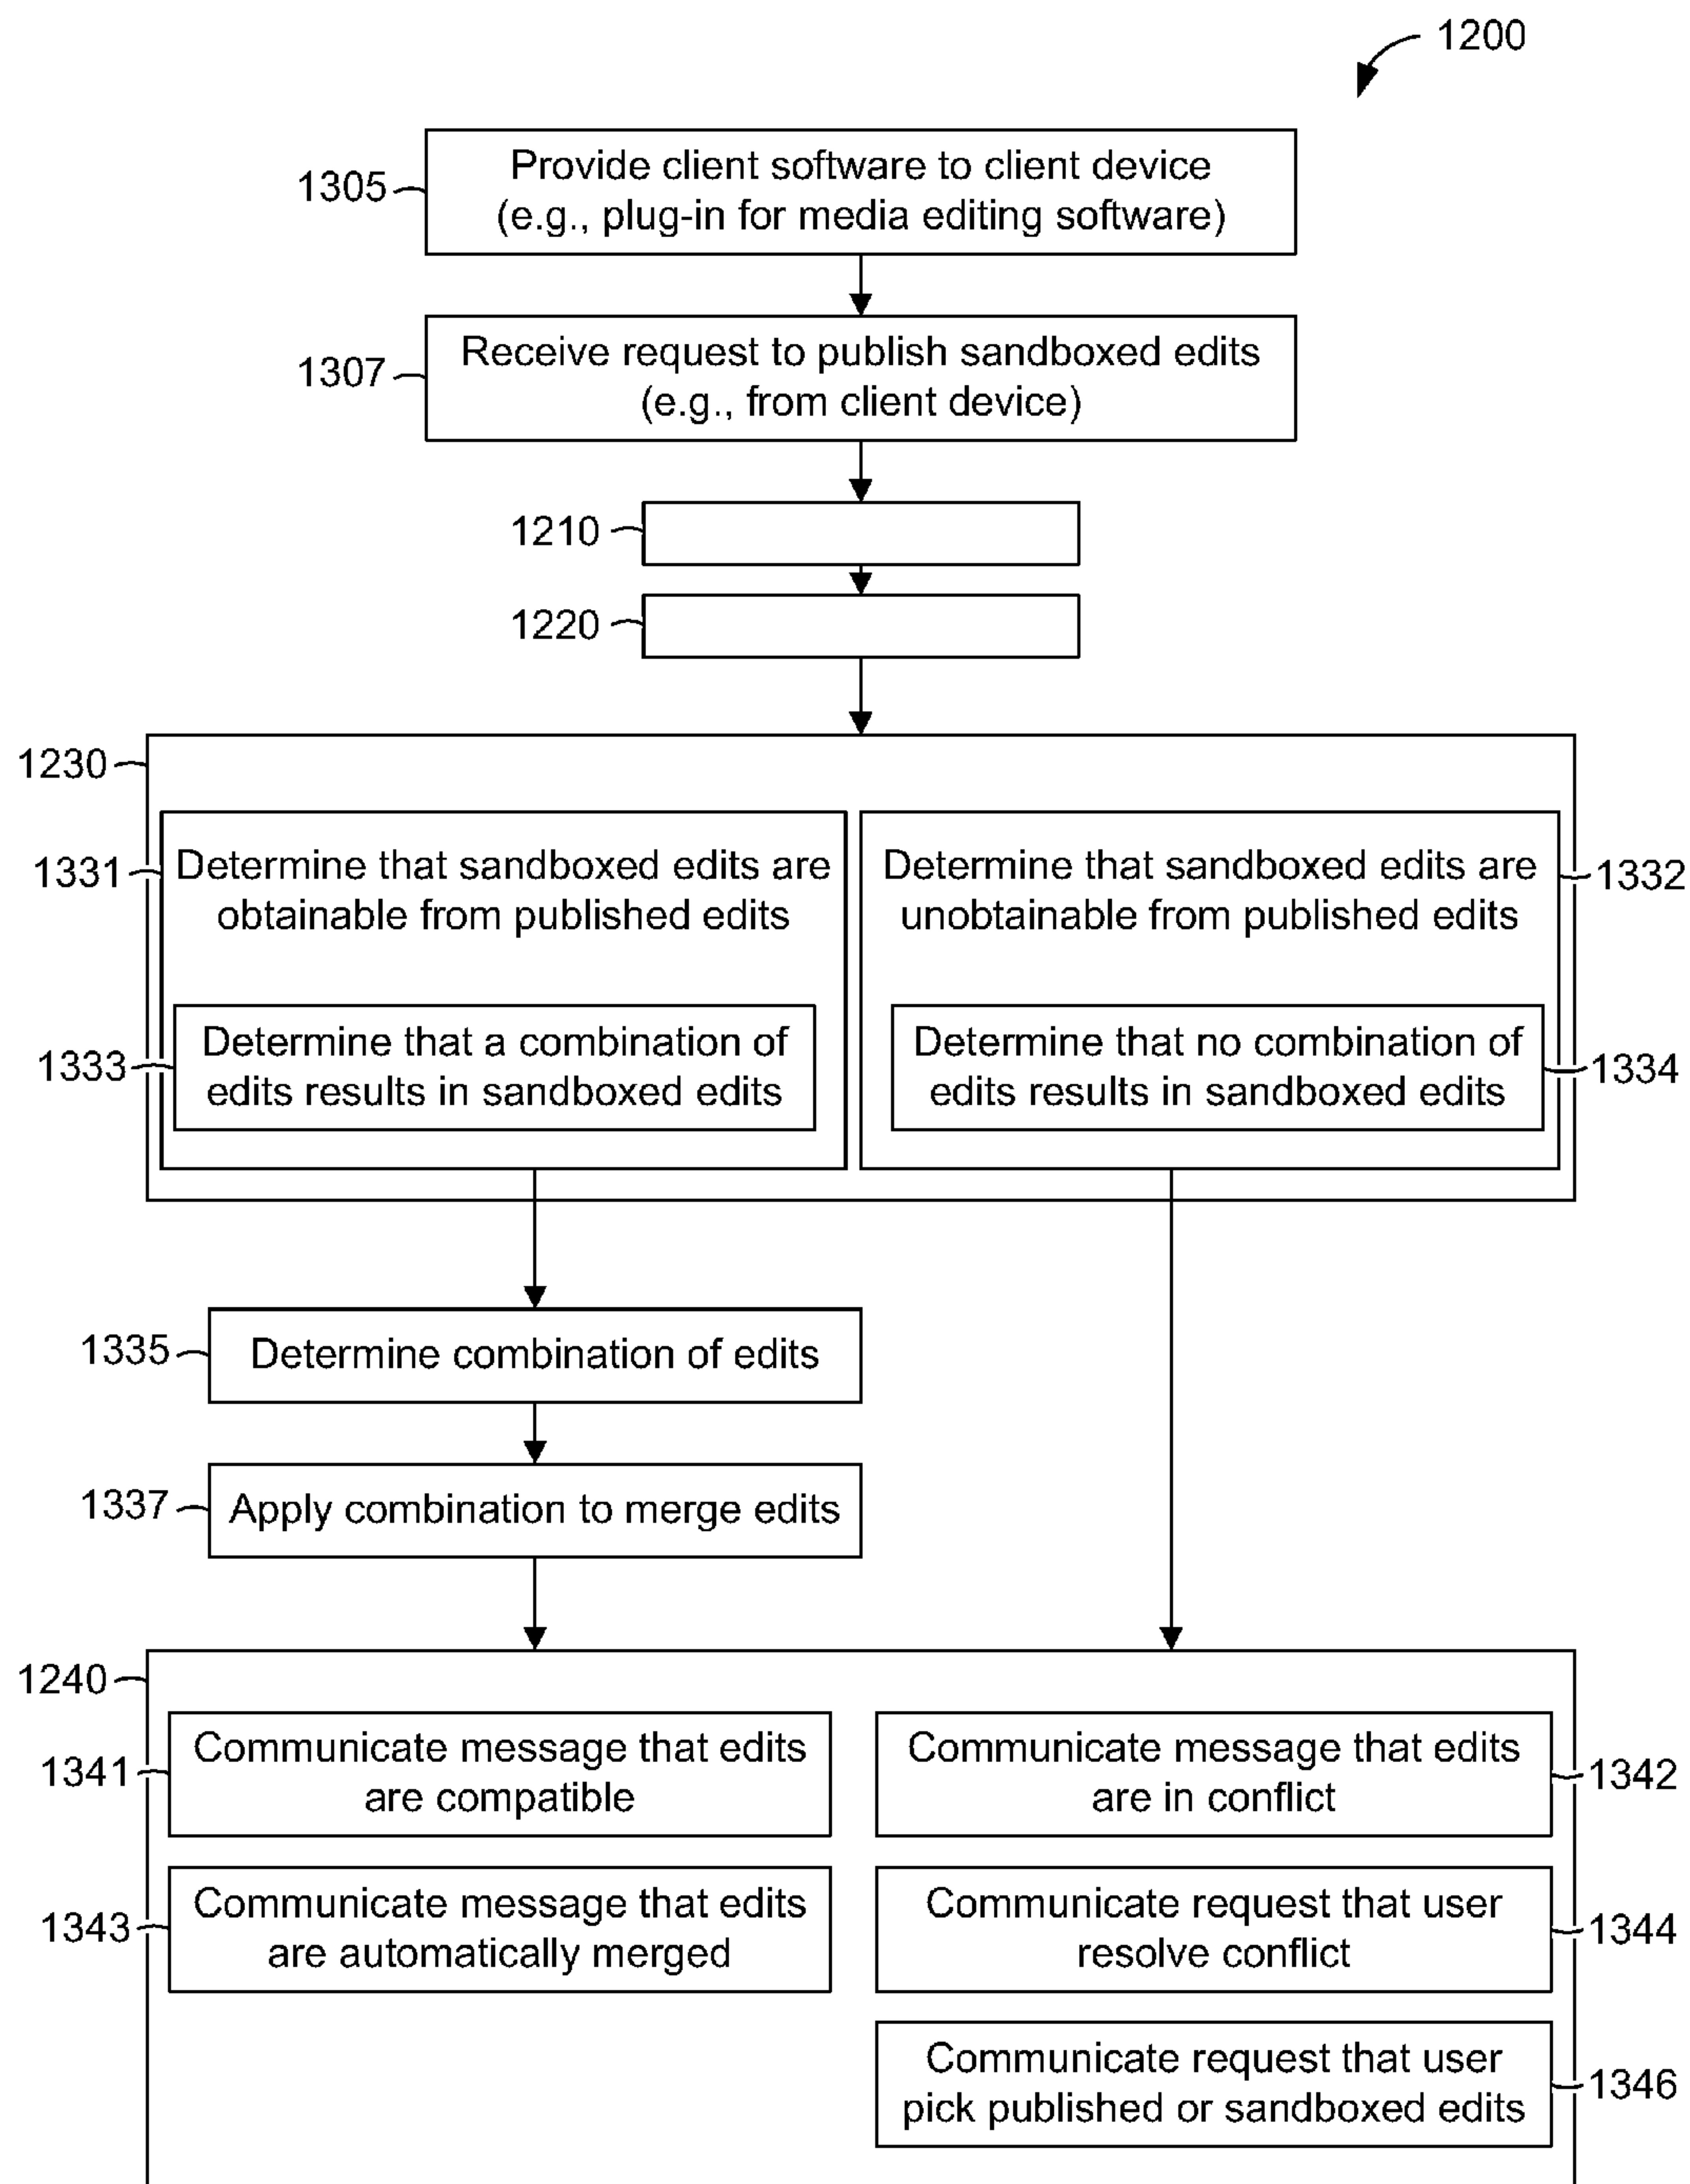 1200
1305
Provide client software to client device
(e.g., plug-in for media editing software)
1307
Receive request to publish sandboxed edits
(e.g., from client device)
1210
1220
1230
1331
Determine that sandboxed edits are
obtainable from published edits
Determine that sandboxed edits are
unobtainable from published edits
1332
1333
Determine that a combination of
edits results in sandboxed edits
Determine that no combination of
edits results in sandboxed edits
1334
1335
Determine combination of edits
1337
Apply combination to merge edits
1240
1341
Communicate message that edits
are compatible
Communicate message that edits
are in conflict
1342
1343
Communicate message that edits
are automatically merged
Communicate request that user
resolve conflict
1344
Communicate request that user
pick published or sandboxed edits
1346